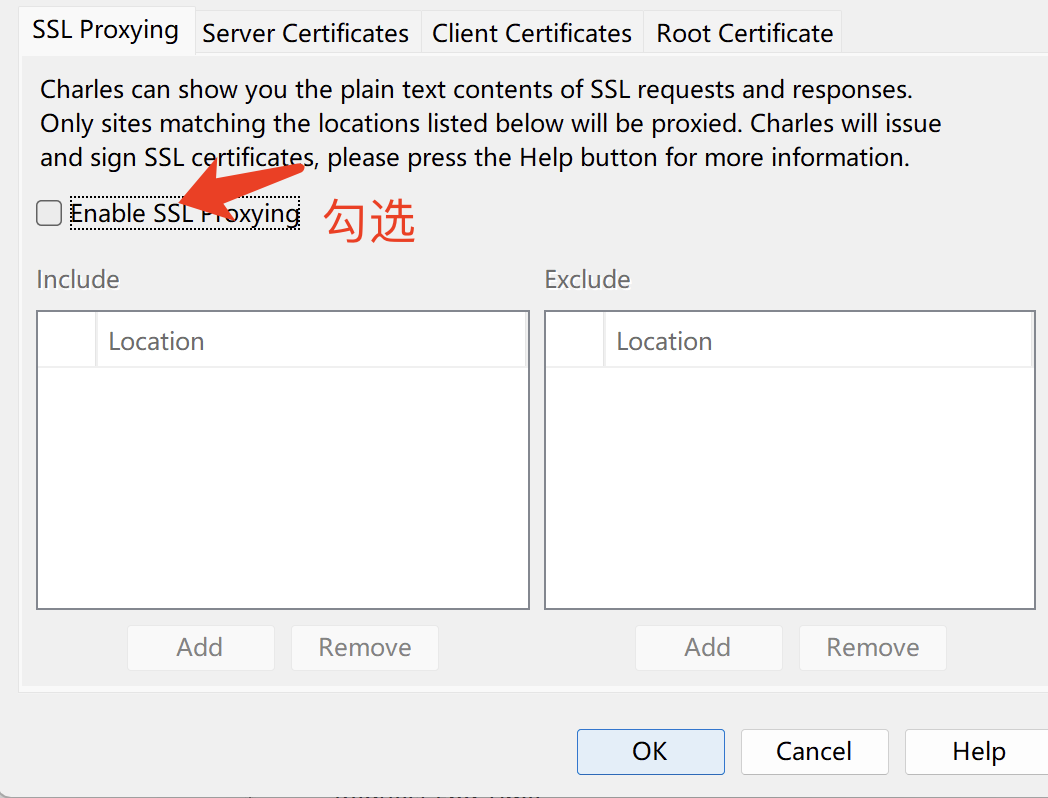 SSL Proxying Server Certificates Client Certificates Root Certificate
Charles can show you the plain text contents of SSL requests and responses.
Only sites matching the locations listed below will be proxied. Charles will issue
and sign SSL certificates, please press the Help button for more information.
Enable SSL Proxying 勾选
Include Exclude
Location Location
Add Remove Add Remove
OK Cancel Help